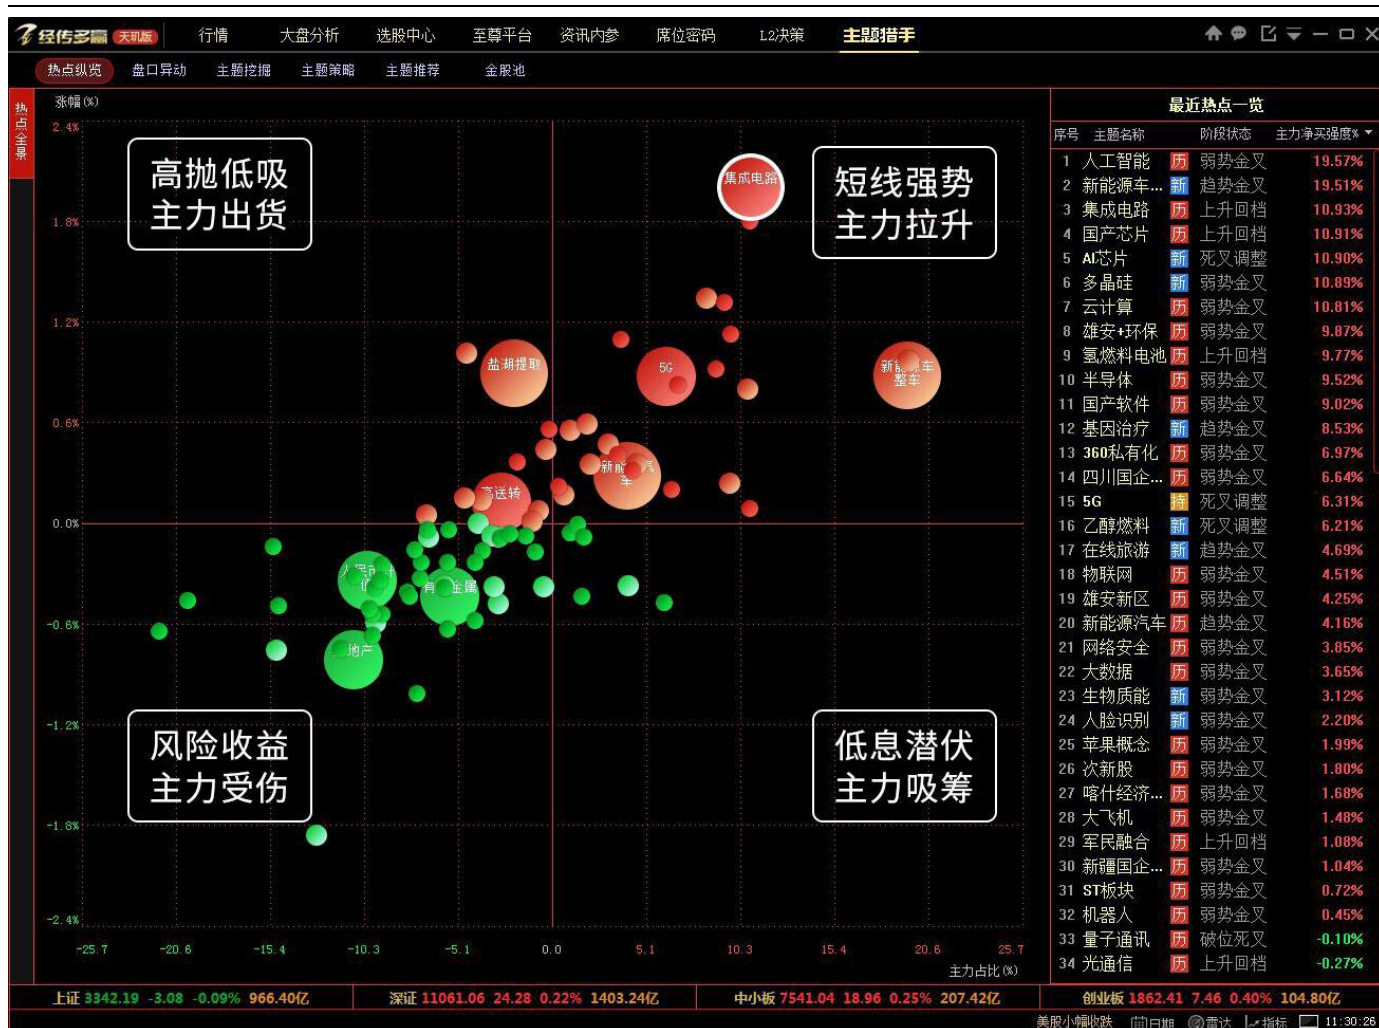 经传多赢 天玑版 行情 大盘分析 选股中心 至尊平台 资讯内参 席位密码 L2决策 主题猎手
热点纵览 盘口异动 主题挖掘 主题策略 主题推荐 金股池
热点全景
涨幅(%)
2.4%
1.8%
1.2%
0.6%
0.0%
-0.6%
-1.2%
-1.8%
-2.4%
高抛低吸
主力出货
短线强势
主力拉升
集成电路
盐湖提取
5G
整车
高送转
地产
风险收益
主力受伤
低息潜伏
主力吸筹
-25.7 -20.6 -15.4 -10.3 -5.1 0.0 5.1 10.3 15.4 20.6 25.7
主力占比(%)
最近热点一览
序号 主题名称 阶段状态 主力净买强度%
1 人工智能 历 弱势金叉 19.57%
2 新能源车... 新 趋势金叉 19.51%
3 集成电路 历 上升回档 10.93%
4 国产芯片 历 上升回档 10.91%
5 AI芯片 新 死叉调整 10.90%
6 多晶硅 新 弱势金叉 10.89%
7 云计算 历 弱势金叉 10.81%
8 雄安+环保 历 弱势金叉 9.87%
9 氢燃料电池 历 上升回档 9.77%
10 半导体 历 弱势金叉 9.52%
11 国产软件 历 弱势金叉 9.02%
12 基因治疗 新 趋势金叉 8.53%
13 360私有化 历 弱势金叉 6.97%
14 四川国企... 历 弱势金叉 6.64%
15 5G 持 死叉调整 6.31%
16 乙醇燃料 新 死叉调整 6.21%
17 在线旅游 新 趋势金叉 4.69%
18 物联网 历 弱势金叉 4.51%
19 雄安新区 历 弱势金叉 4.25%
20 新能源汽车 历 趋势金叉 4.16%
21 网络安全 历 弱势金叉 3.85%
22 大数据 历 弱势金叉 3.65%
23 生物质能 新 弱势金叉 3.12%
24 人脸识别 新 弱势金叉 2.20%
25 苹果概念 历 弱势金叉 1.99%
26 次新股 历 弱势金叉 1.80%
27 喀什经济... 历 弱势金叉 1.68%
28 大飞机 历 弱势金叉 1.48%
29 军民融合 历 上升回档 1.08%
30 新疆国企... 历 弱势金叉 1.04%
31 ST板块 历 弱势金叉 0.72%
32 机器人 历 弱势金叉 0.45%
33 量子通讯 历 破位死叉 -0.10%
34 光通信 历 上升回档 -0.27%
上证 3342.19 -3.08 -0.09% 966.40亿 深证 11061.06 24.28 0.22% 1403.24亿 中小板 7541.04 18.96 0.25% 207.42亿 创业板 1862.41 7.46 0.40% 104.80亿
美股小幅收跌 日期 雷达 指标 11:30:26